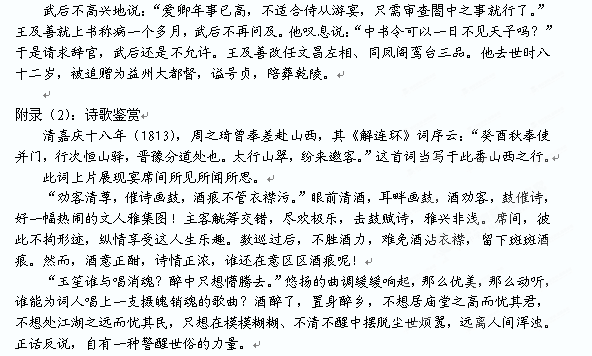 武后不高兴地说：“爱卿年事已高，不适合侍从游宴，只需审查閤中之事就行了。”
王及善就上书称病一个多月，武后不再问及。他叹息说：“中书令可以一日不见天子吗？”
于是请求辞官，武后还是不允许。王及善改任文昌左相、同凤阁鸾台三品。他去世时八
十二岁，被追赠为益州大都督，谥号贞，陪葬乾陵。
附录（2）：诗歌鉴赏
清嘉庆十八年（1813），周之琦曾奉差赴山西，其《解连环》词序云：“癸酉秋奉使
并门，行次恒山驿，晋豫分道处也。太行山翠，纷来邀客。”这首词当写于此番山西之行。
此词上片展现宴席间所见所闻所思。
“劝客清尊，催诗画鼓，酒痕不管衣襟污。”眼前清酒，耳畔画鼓，酒劝客，鼓催诗，
好一幅热闹的文人雅集图！主客觥筹交错，尽欢极乐，击鼓赋诗，雅兴非浅。席间，彼
此不拘形迹，纵情享受这人生乐趣。数巡过后，不胜酒力，难免酒沾衣襟，留下斑斑酒
痕。然而，酒意正酣，诗情正浓，谁还在意区区酒痕呢！
“玉笙谁与唱消魂？醉中只想懵腾去。”悠扬的曲调缓缓响起，那么优美，那么动听，
谁能为词人唱上一支摄魄销魂的歌曲？酒醉了，置身醉乡，不想居庙堂之高而忧其君，
不想处江湖之远而忧其民，只想在模模糊糊、不清不醒中摆脱尘世烦嚣，远离人间浑浊。
正话反说，自有一种警醒世俗的力量。